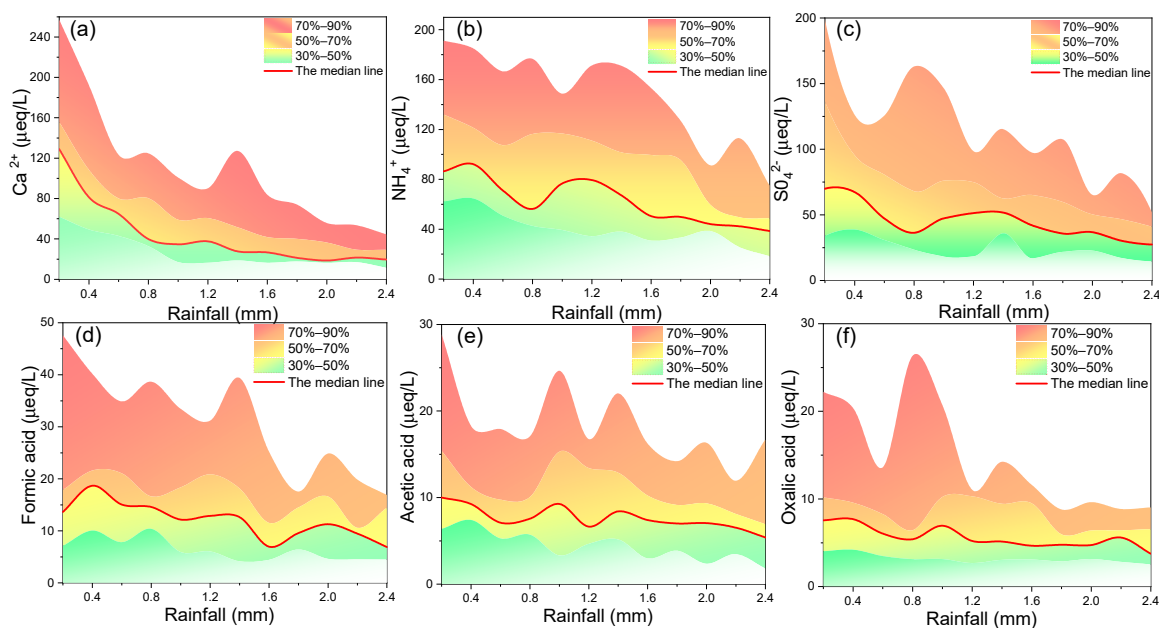 (a)
70%–90%
50%–70%
30%–50%
The median line
Ca2+ (μeq/L)
240
200
160
120
80
40
0
0.4 0.8 1.2 1.6 2.0 2.4
Rainfall (mm)
(b)
70%–90%
50%–70%
30%–50%
The median line
NH4+ (μeq/L)
200
160
120
80
40
0
0.4 0.8 1.2 1.6 2.0 2.4
Rainfall (mm)
(c)
70%–90%
50%–70%
30%–50%
The median line
S042- (μeq/L)
200
150
100
50
0
0.4 0.8 1.2 1.6 2.0 2.4
Rainfall (mm)
(d)
70%–90%
50%–70%
30%–50%
The median line
Formic acid (μeq/L)
50
40
30
20
10
0
0.4 0.8 1.2 1.6 2.0 2.4
Rainfall (mm)
(e)
70%–90%
50%–70%
30%–50%
The median line
Acetic acid (μeq/L)
30
20
10
0
0.4 0.8 1.2 1.6 2.0 2.4
Rainfall (mm)
(f)
70%–90%
50%–70%
30%–50%
The median line
Oxalic acid (μeq/L)
30
20
10
0
0.4 0.8 1.2 1.6 2.0 2.4
Rainfall (mm)